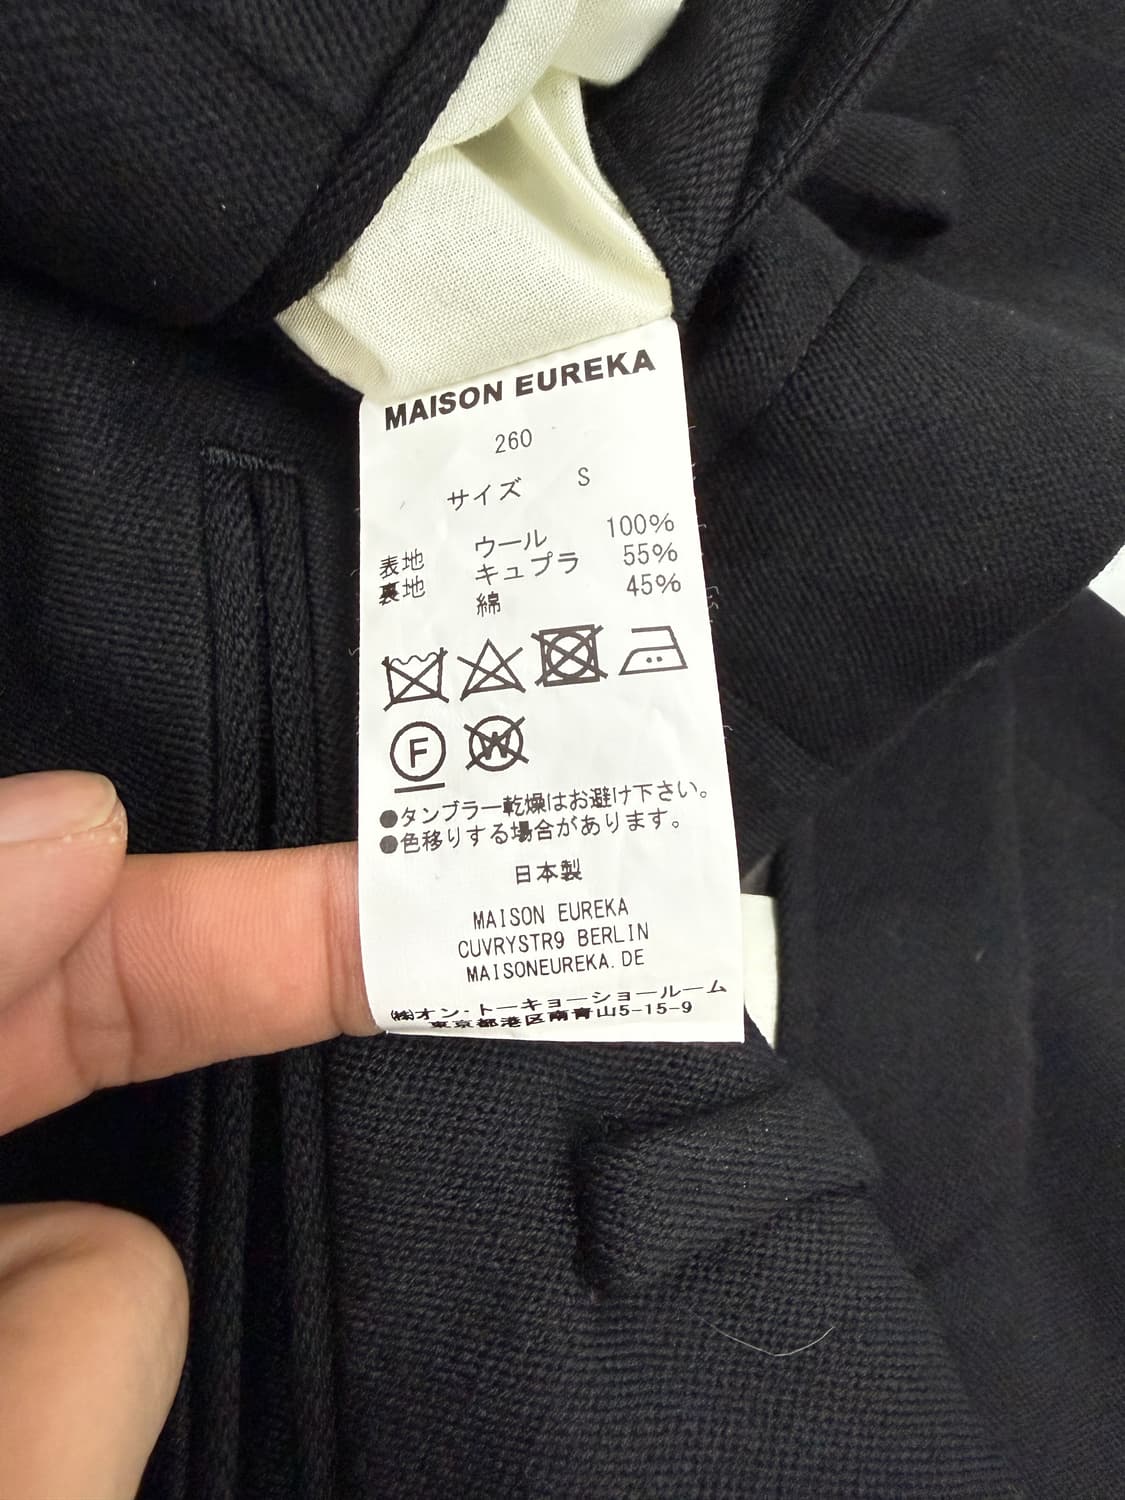 MAISON EUREKA
260
サイズ S
表地 ウール 100%
裏地 キュプラ 55%
綿 45%
F
W
●タンブラー乾燥はお避け下さい。
●色移りする場合があります。
日本製
MAISON EUREKA
CUVRYSTR9 BERLIN
MAISONEUREKA.DE
㈱オン・トーキョーショールーム
東京都港区南青山5-15-9